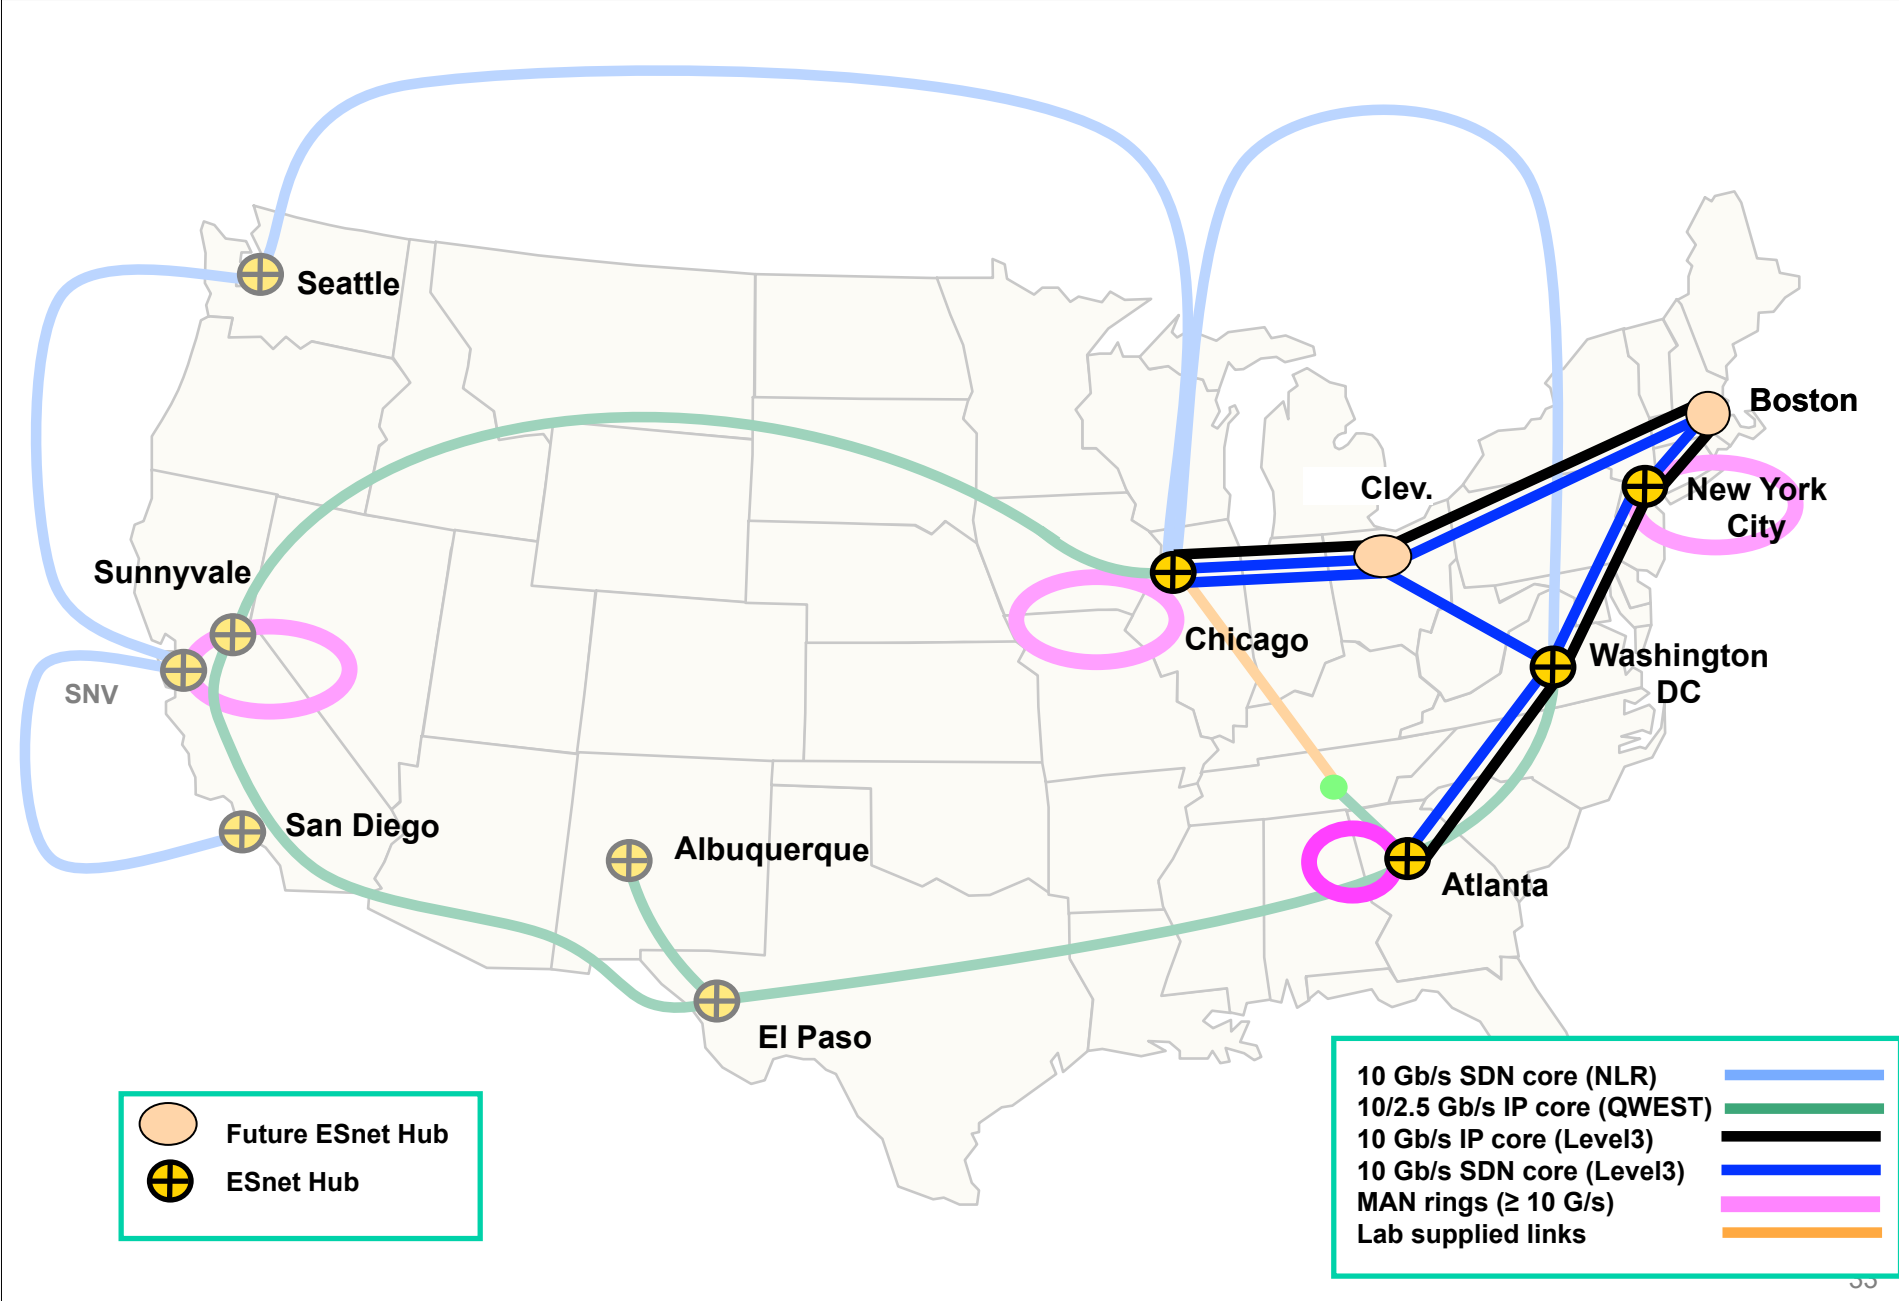 Seattle
Boston
Clev.
New York
City
Sunnyvale
Chicago
Washington
DC
SNV
San Diego
Albuquerque
Atlanta
El Paso
Future ESnet Hub
ESnet Hub
10 Gb/s SDN core (NLR)
10/2.5 Gb/s IP core (QWEST)
10 Gb/s IP core (Level3)
10 Gb/s SDN core (Level3)
MAN rings (≥ 10 G/s)
Lab supplied links